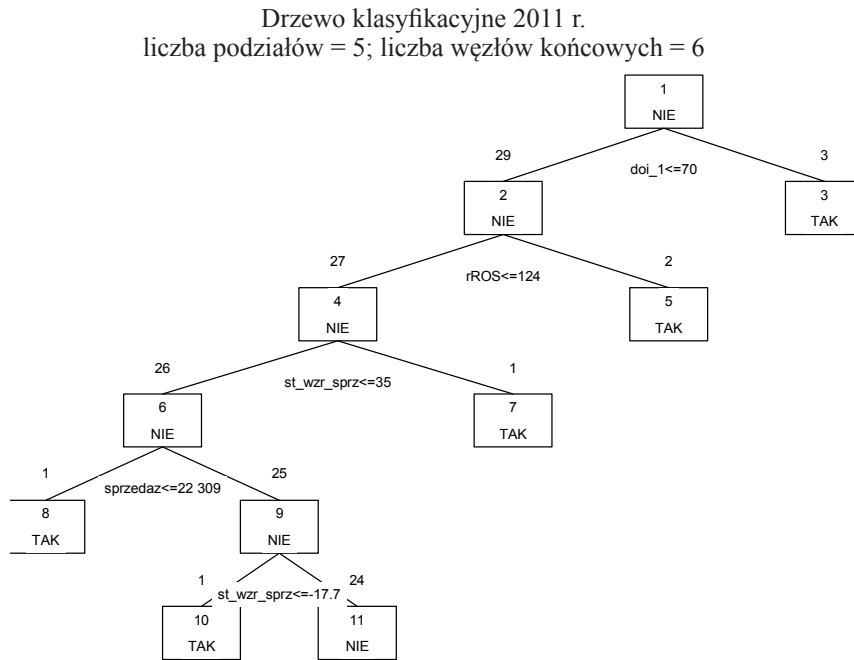 Drzewo klasyfikacyjne 2011 r.
liczba podziałów = 5; liczba węzłów końcowych = 6
1
NIE
29
3
doi_1<=70
2
NIE
3
TAK
27
2
rROS<=124
4
NIE
5
TAK
26
1
st_wzr_sprz<=35
6
NIE
7
TAK
1
25
sprzedaz<=22 309
8
TAK
9
NIE
1
24
st_wzr_sprz<=-17.7
10
TAK
11
NIE